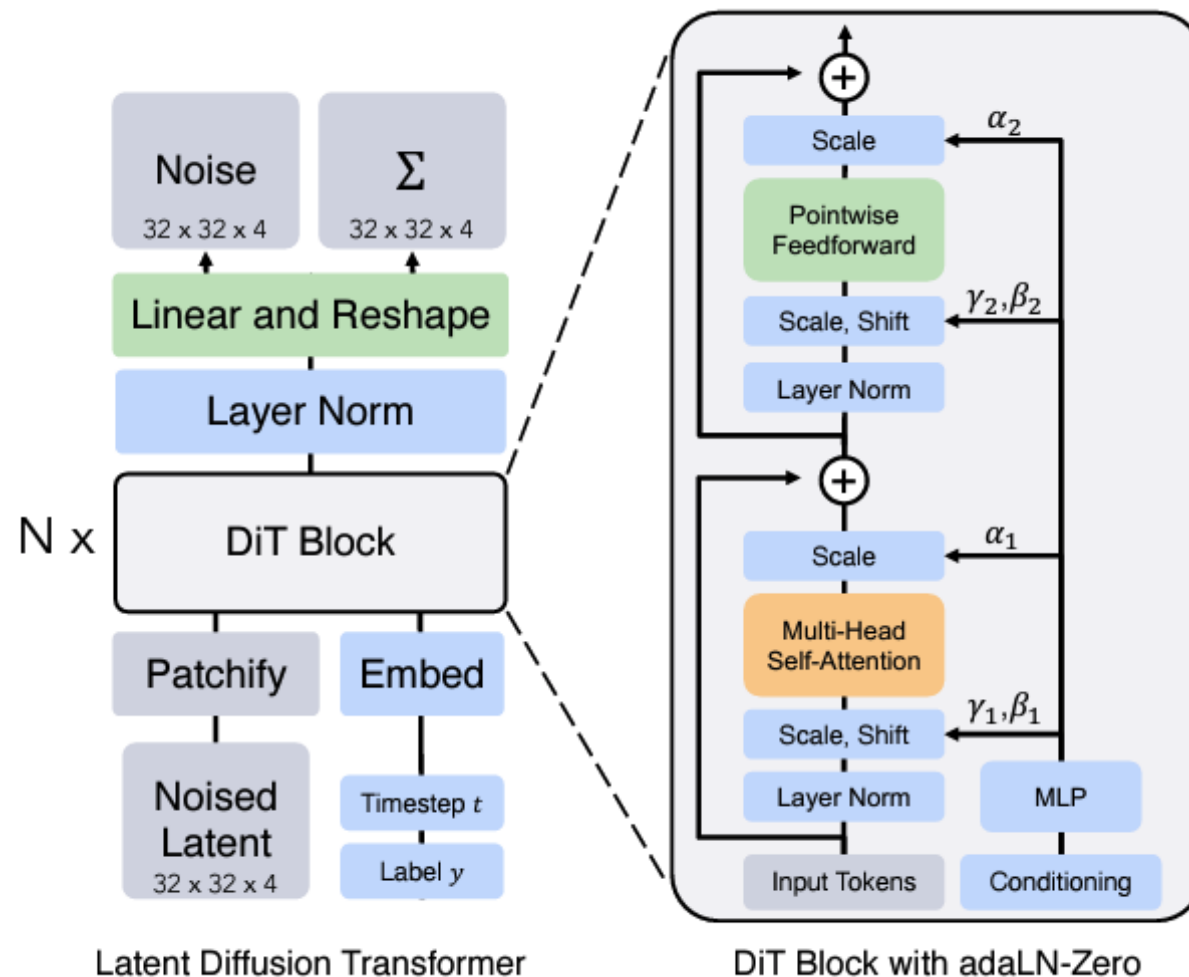 Noise
32 x 32 x 4
Σ
32 x 32 x 4
Linear and Reshape
Layer Norm
N x
DiT Block
Patchify
Embed
Noised
Latent
32 x 32 x 4
Timestep t
Label y
Latent Diffusion Transformer
+
Scale
α₂
Pointwise
Feedforward
Scale, Shift
γ₂,β₂
Layer Norm
+
Scale
α₁
Multi-Head
Self-Attention
Scale, Shift
γ₁,β₁
Layer Norm
MLP
Input Tokens
Conditioning
DiT Block with adaLN-Zero